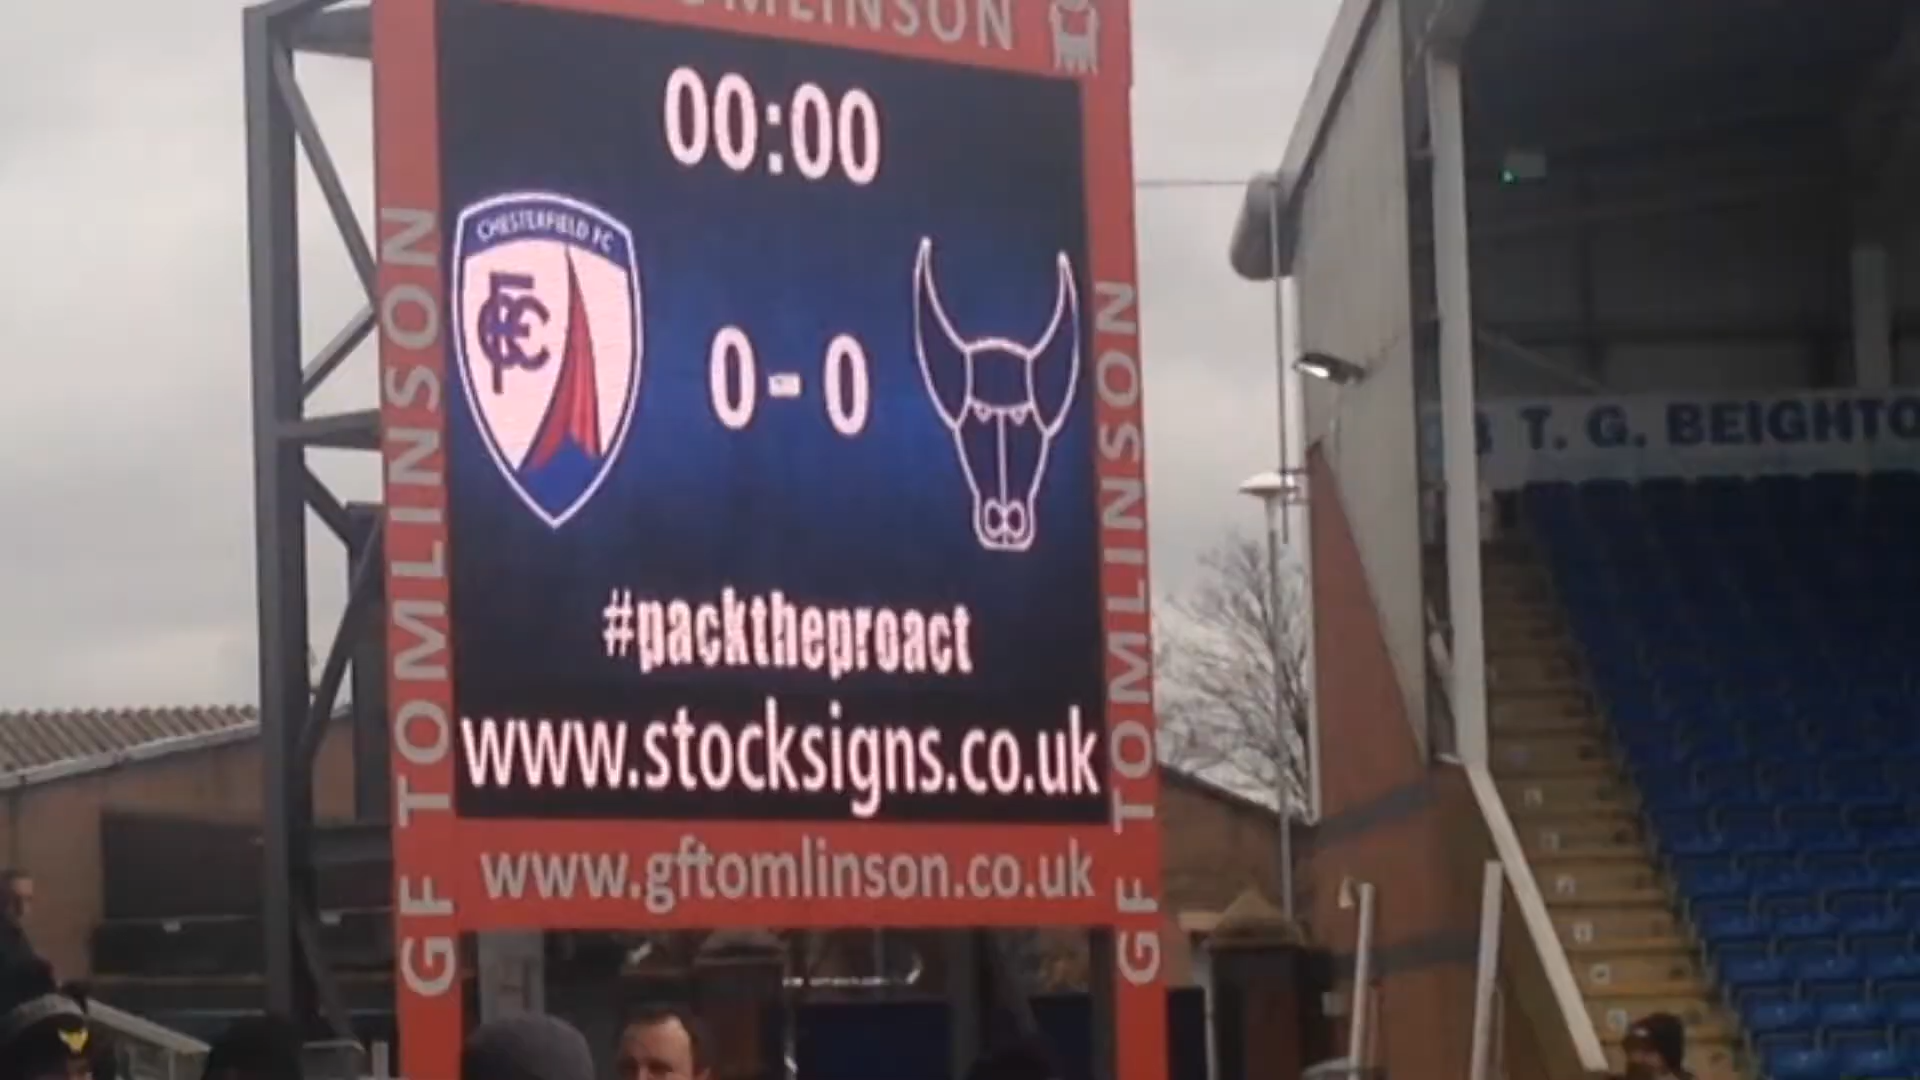 TOMLINSON
00:00
CHESTERFIELD FC
0 - 0
#packtheproact
www.stocksigns.co.uk
www.gftomlinson.co.uk
GF TOMLINSON
GF TOMLINSON
T. G. BEIGHTO